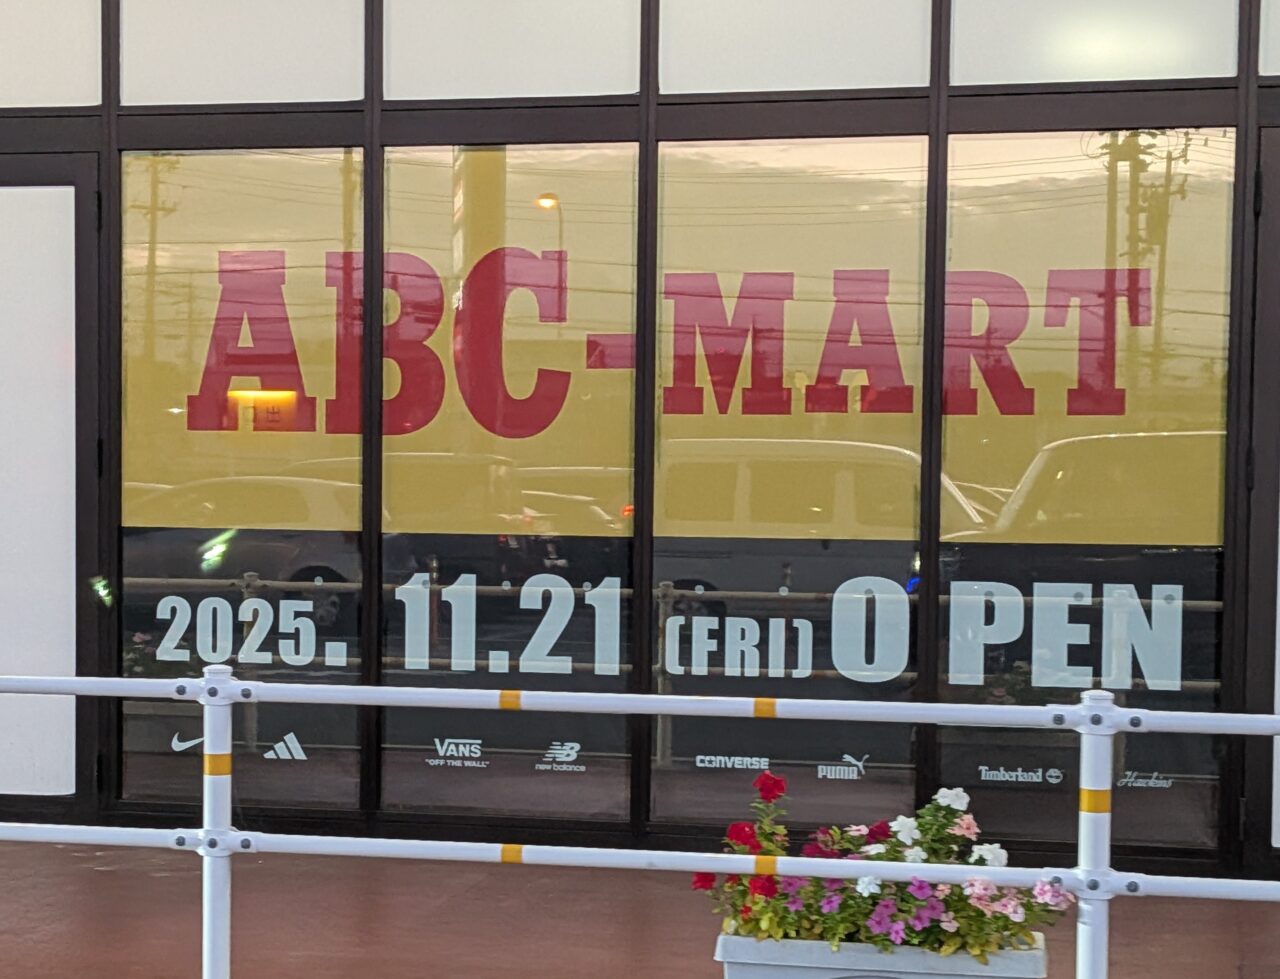 ABC-MART
2025. 11.21 (FRI) OPEN
VANS
"OFF THE WALL"
new balance
CONVERSE
PUMA
Timberland
Hawkins